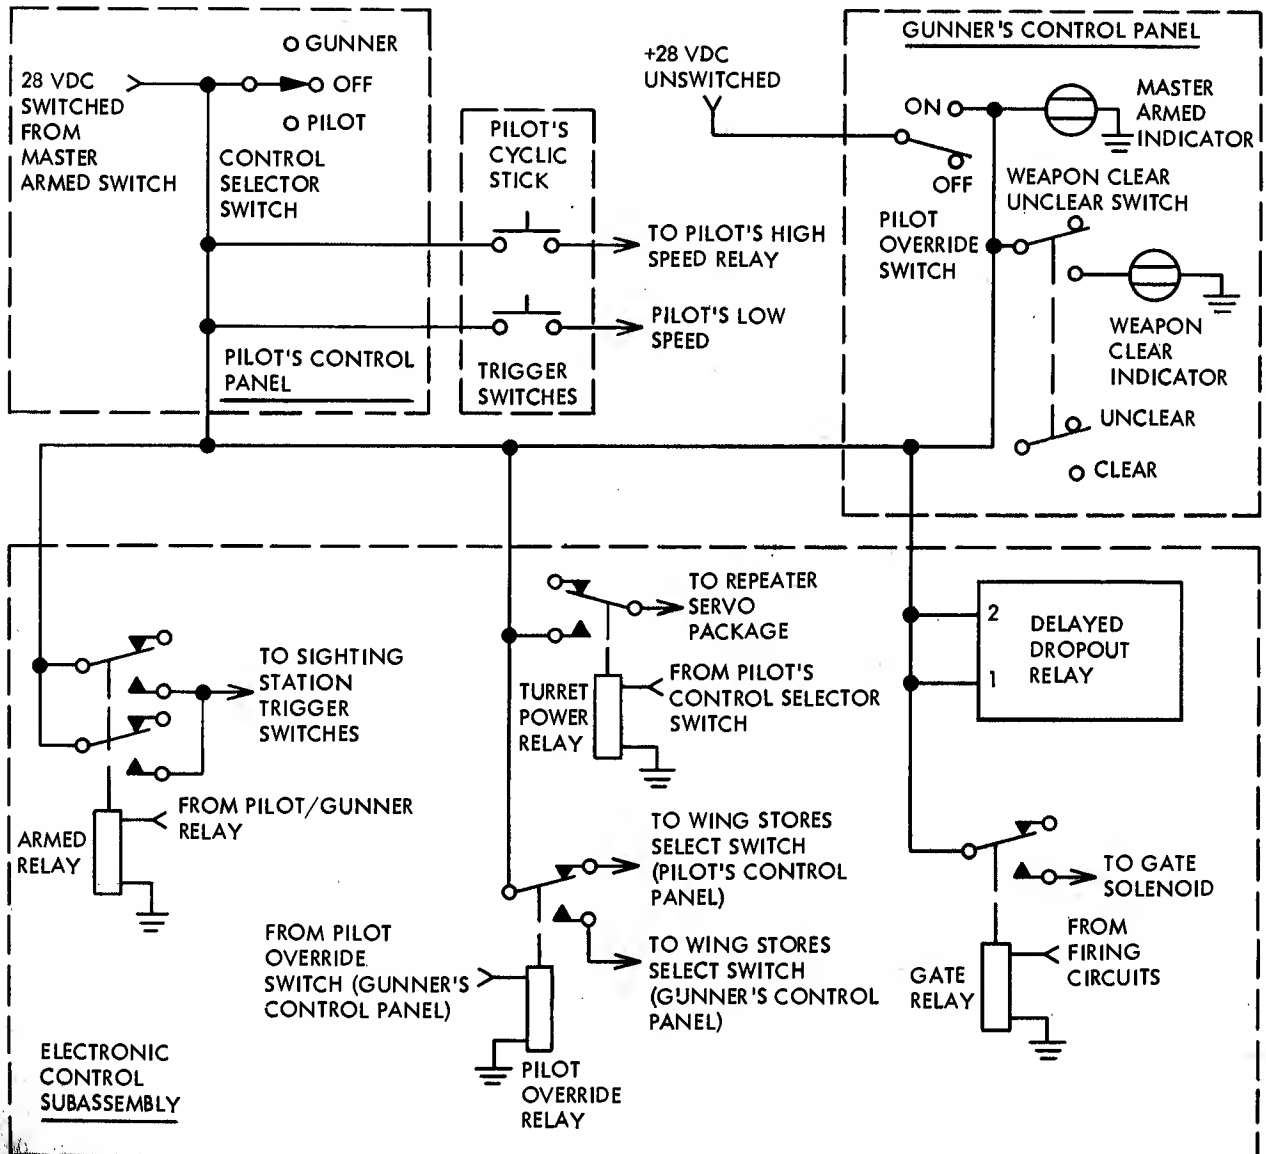 GUNNER
28 VDC
SWITCHED
FROM
MASTER
ARMED SWITCH
OFF
PILOT
CONTROL
SELECTOR
SWITCH
PILOT'S CONTROL
PANEL
PILOT'S
CYCLIC
STICK
TRIGGER
SWITCHES
TO PILOT'S HIGH
SPEED RELAY
PILOT'S LOW
SPEED
+28 VDC
UNSWITCHED
GUNNER'S CONTROL PANEL
ON
MASTER
ARMED
INDICATOR
OFF
PILOT
OVERRIDE
SWITCH
WEAPON CLEAR
UNCLEAR SWITCH
WEAPON
CLEAR
INDICATOR
UNCLEAR
CLEAR
TO SIGHTING
STATION
TRIGGER
SWITCHES
FROM PILOT/GUNNER
RELAY
ARMED
RELAY
TO REPEATER
SERVO
PACKAGE
FROM PILOT'S
CONTROL SELECTOR
SWITCH
TURRET
POWER
RELAY
2
1
DELAYED
DROPOUT
RELAY
TO WING STORES
SELECT SWITCH
(PILOT'S CONTROL
PANEL)
TO WING STORES
SELECT SWITCH
(GUNNER'S CONTROL
PANEL)
FROM PILOT
OVERRIDE
SWITCH (GUNNER'S
CONTROL PANEL)
PILOT
OVERRIDE
RELAY
TO GATE
SOLENOID
FROM
FIRING
CIRCUITS
GATE
RELAY
ELECTRONIC
CONTROL
SUBASSEMBLY